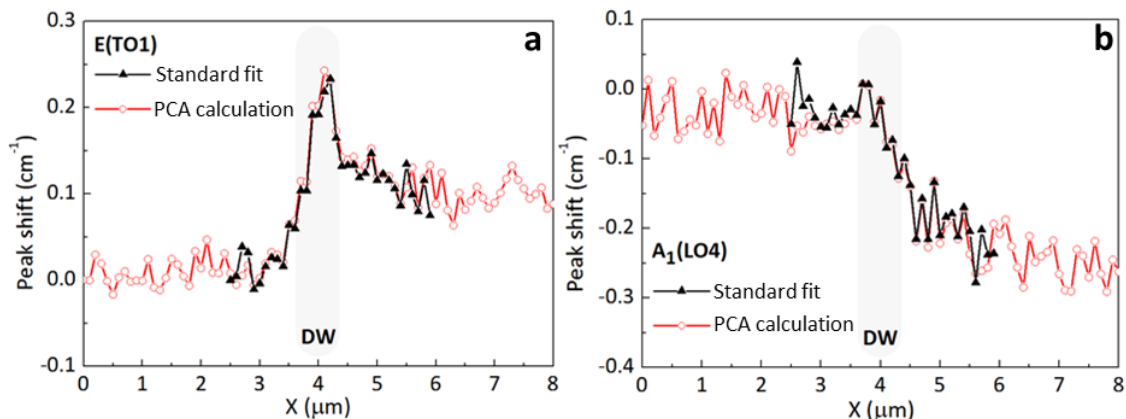 a
E(TO1)
Standard fit
PCA calculation
DW
Peak shift (cm⁻¹)
0.3
0.2
0.1
0.0
-0.1
0 1 2 3 4 5 6 7 8
X (μm)
b
A₁(LO4)
Standard fit
PCA calculation
DW
Peak shift (cm⁻¹)
0.1
0.0
-0.1
-0.2
-0.3
-0.4
0 1 2 3 4 5 6 7 8
X (μm)